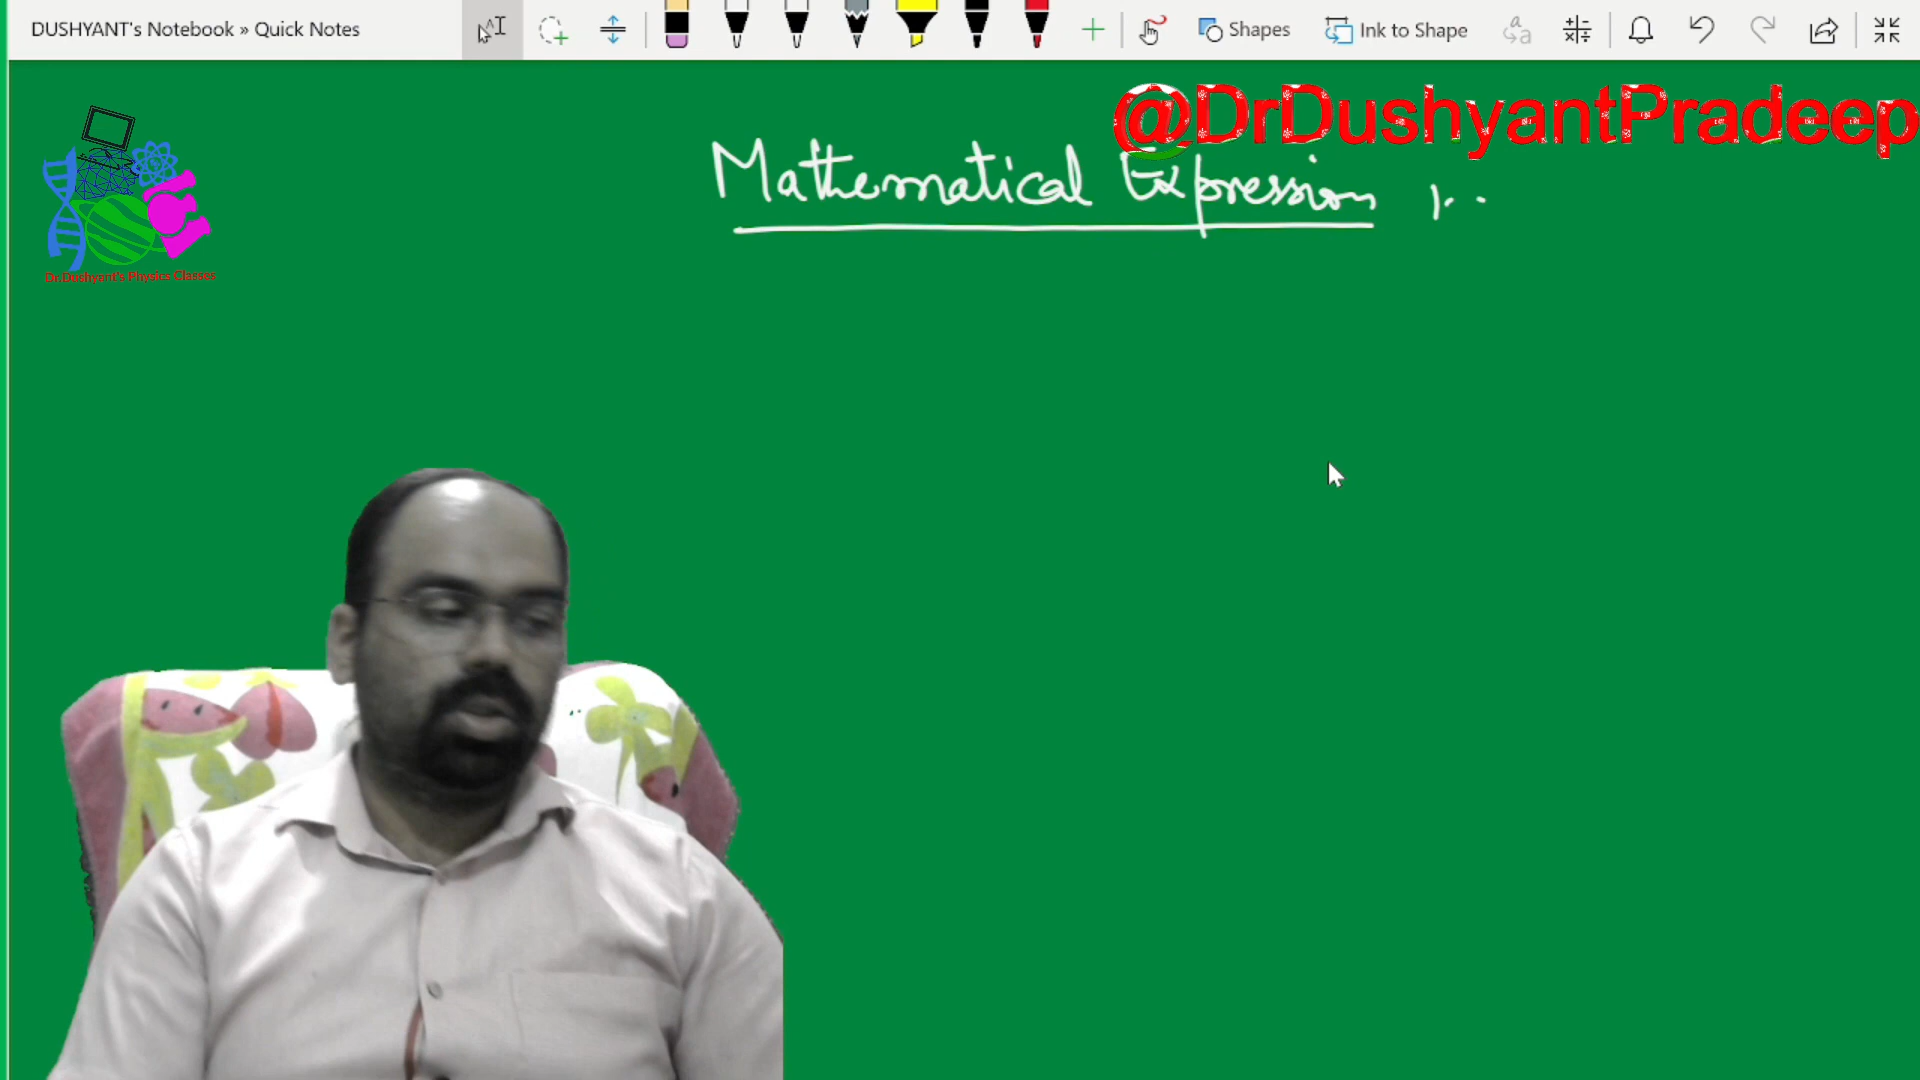 DUSHYANT's Notebook » Quick Notes
Shapes
Ink to Shape
@DrDushyantPradeep
Mathematical Expression :-
Dr.Dushyant's Physics Classes